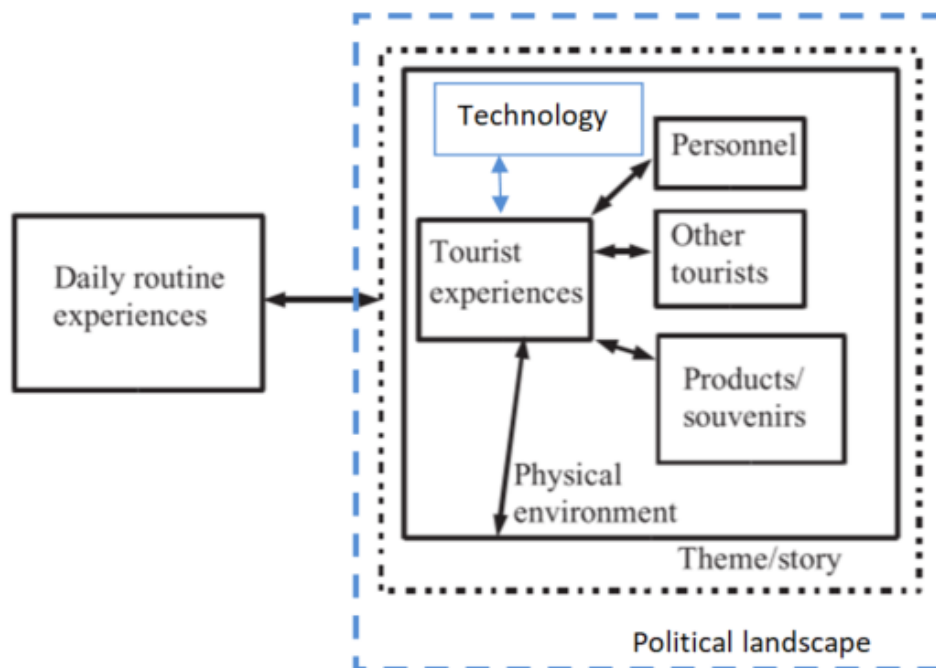 Technology
Personnel
Tourist
experiences
Other
tourists
Daily routine
experiences
Products/
souvenirs
Physical
environment
Theme/story
Political landscape